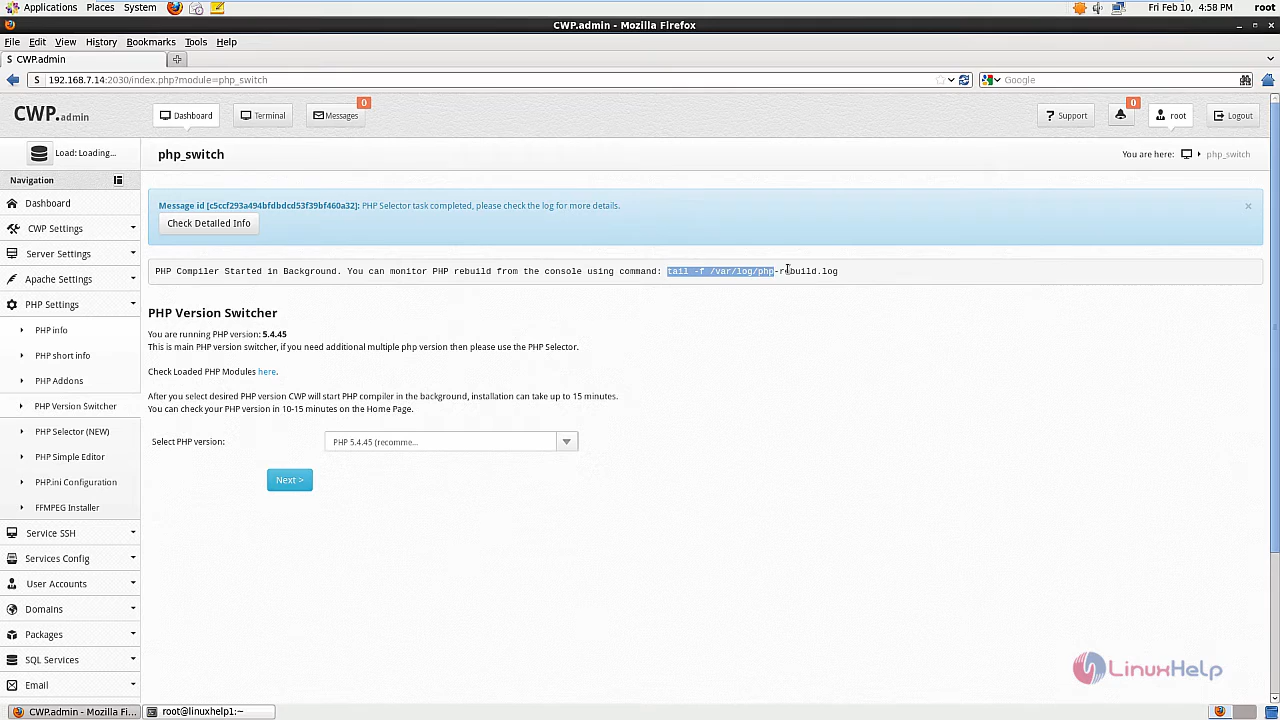 Applications Places System
Fri Feb 10, 4:58 PM root
CWP.admin - Mozilla Firefox
File Edit View History Bookmarks Tools Help
S CWP.admin
S 192.168.7.14:2030/index.php?module=php_switch
Google
CWP.admin
Dashboard
Terminal
Messages
0
? Support
0
root
Logout
Load: Loading...
php_switch
You are here: php_switch
Navigation
Dashboard
CWP Settings
Server Settings
Apache Settings
PHP Settings
PHP info
PHP short info
PHP Addons
PHP Version Switcher
PHP Selector (NEW)
PHP Simple Editor
PHP.ini Configuration
FFMPEG Installer
Service SSH
Services Config
User Accounts
Domains
Packages
SQL Services
Email
Message id [c5ccf293a494bfdbdcd53f39bf460a32]: PHP Selector task completed, please check the log for more details.
×
Check Detailed Info
PHP Compiler Started in Background. You can monitor PHP rebuild from the console using command: tail -f /var/log/php-rebuild.log
PHP Version Switcher
You are running PHP version: 5.4.45
This is main PHP version switcher, if you need additional multiple php version then please use the PHP Selector.
Check Loaded PHP Modules here.
After you select desired PHP version CWP will start PHP compiler in the background, installation can take up to 15 minutes.
You can check your PHP version in 10-15 minutes on the Home Page.
Select PHP version:
PHP 5.4.45 (recomme...
Next >
LinuxHelp
CWP.admin - Mozilla Fi...
root@linuxhelp1:~